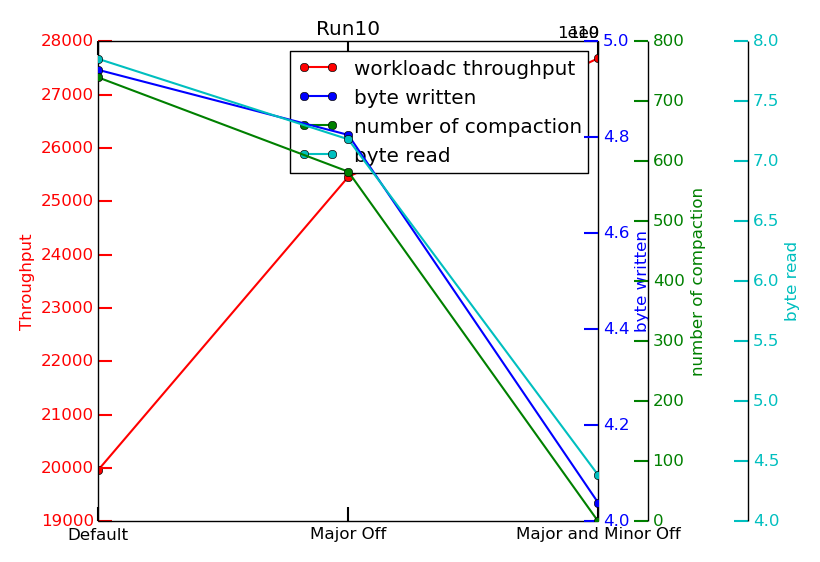 Run10
28000
27000
26000
25000
24000
23000
22000
21000
20000
19000
Throughput
workloadc throughput
byte written
number of compaction
byte read
Default
Major Off
Major and Minor Off
5.0
4.8
4.6
4.4
4.2
4.0
byte written
800
700
600
500
400
300
200
100
0
number of compaction
8.0
7.5
7.0
6.5
6.0
5.5
5.0
4.5
4.0
byte read